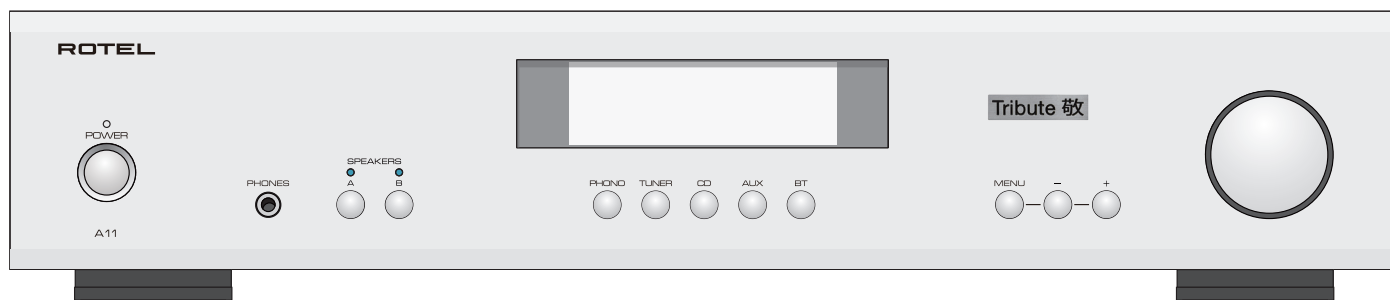 ROTEL
Tribute 敬
POWER
SPEAKERS
PHONES
A B
PHONO TUNER CD AUX BT
MENU − +
A11